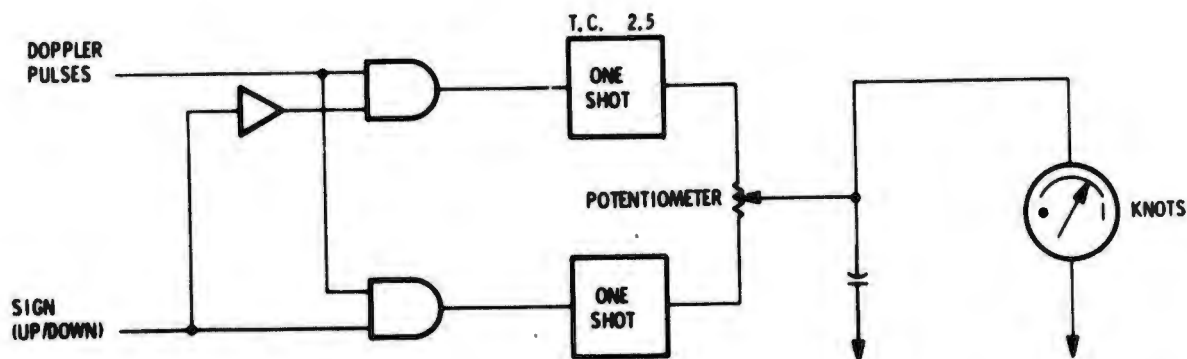 T.C. 2.5
DOPPLER
PULSES
ONE
SHOT
POTENTIOMETER
KNOTS
SIGN
(UP/DOWN)
ONE
SHOT